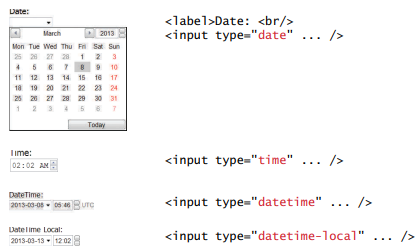 Date:
<label>Date: <br/>
<input type="date" ... />
March 2013
Mon Tue Wed Thu Fri Sat Sun
25 26 27 28 1 2 3
4 5 6 7 8 9 10
11 12 13 14 15 16 17
18 19 20 21 22 23 24
25 26 27 28 29 30 31
1 2 3 4 5 6 7
Today
Time:
02:02 AM
<input type="time" ... />
DateTime:
2013-03-08 05:46 UTC
<input type="datetime" ... />
DateTime Local:
2013-03-13 12:02
<input type="datetime-local" ... />